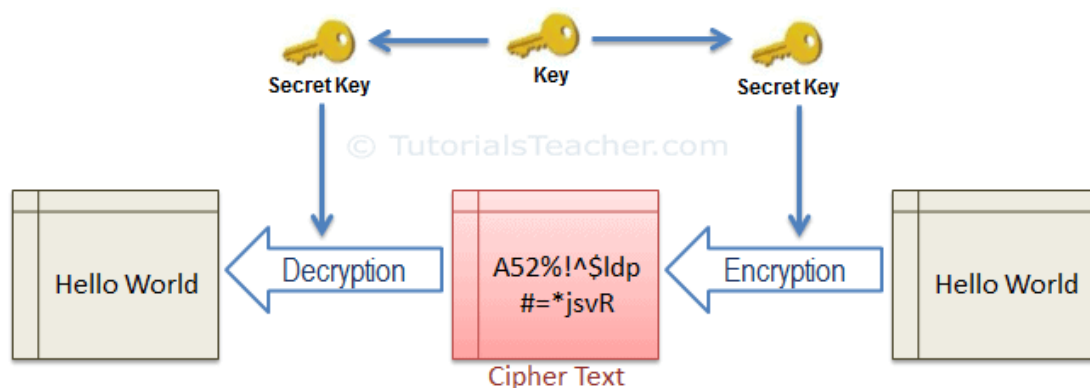 Secret Key
Key
Secret Key
© TutorialsTeacher.com
Hello World
Decryption
A52%!^$ldp
#=*jsvR
Encryption
Hello World
Cipher Text